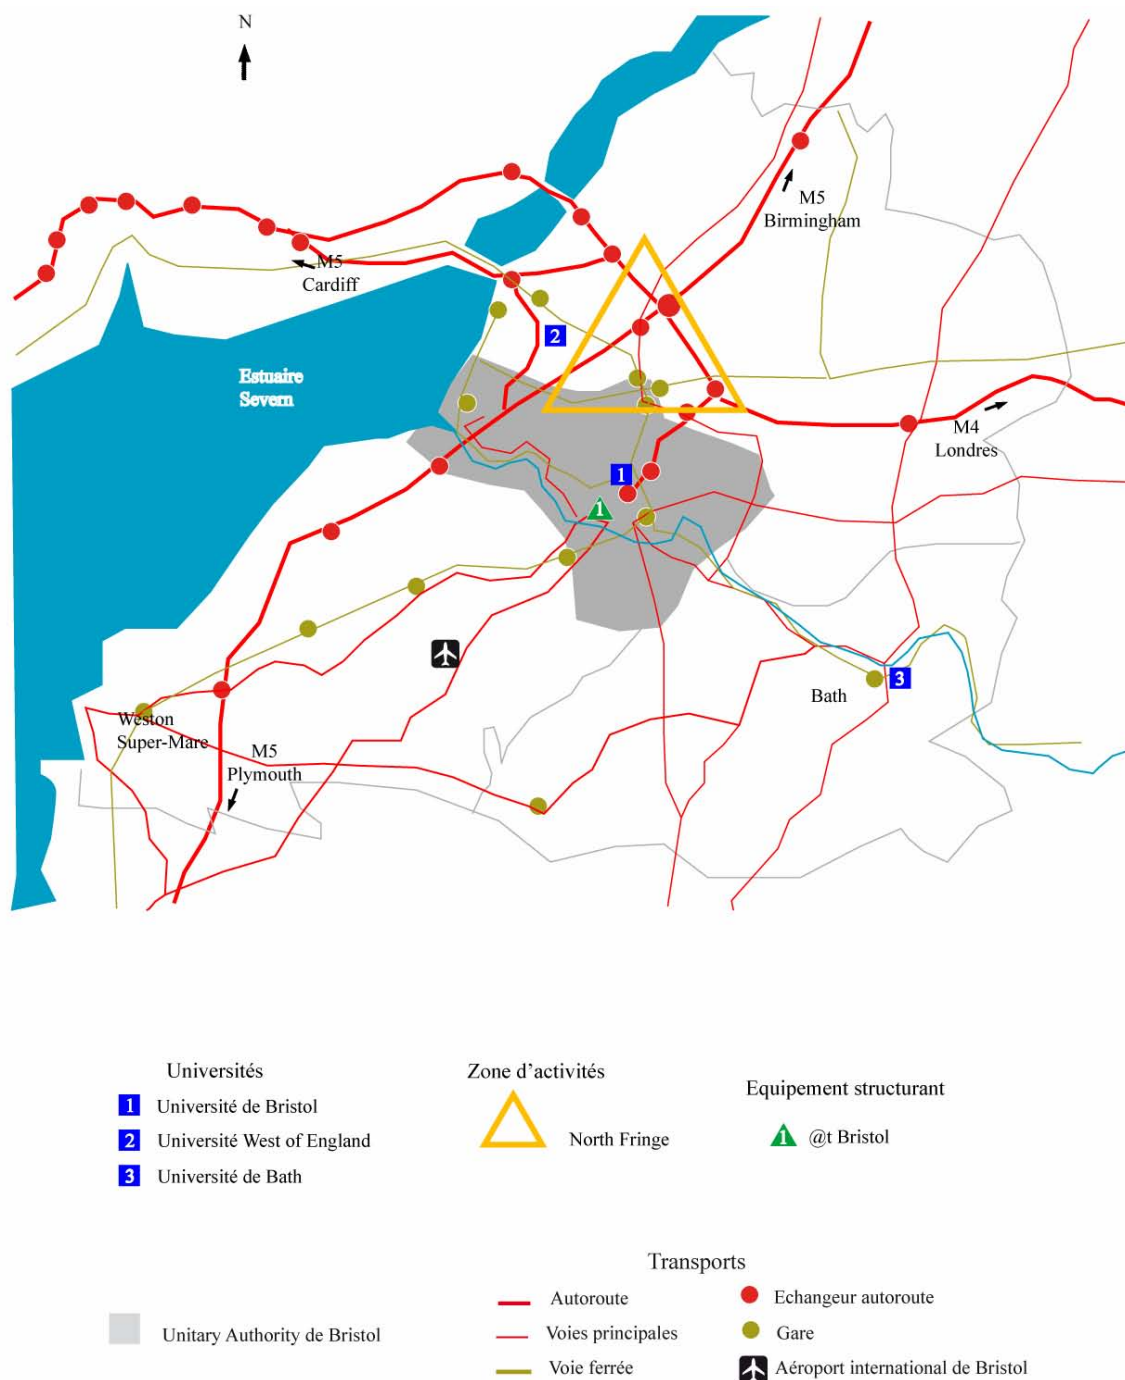 N
M5
Birmingham
M5
Cardiff
2
Estuaire
Severn
M4
Londres
1
1
3
Bath
Weston
Super-Mare
M5
Plymouth
Universités
1 Université de Bristol
2 Université West of England
3 Université de Bath
Zone d'activités
North Fringe
Equipement structurant
1 @t Bristol
Unitary Authority de Bristol
Transports
Autoroute
Voies principales
Voie ferrée
Echangeur autoroute
Gare
Aéroport international de Bristol